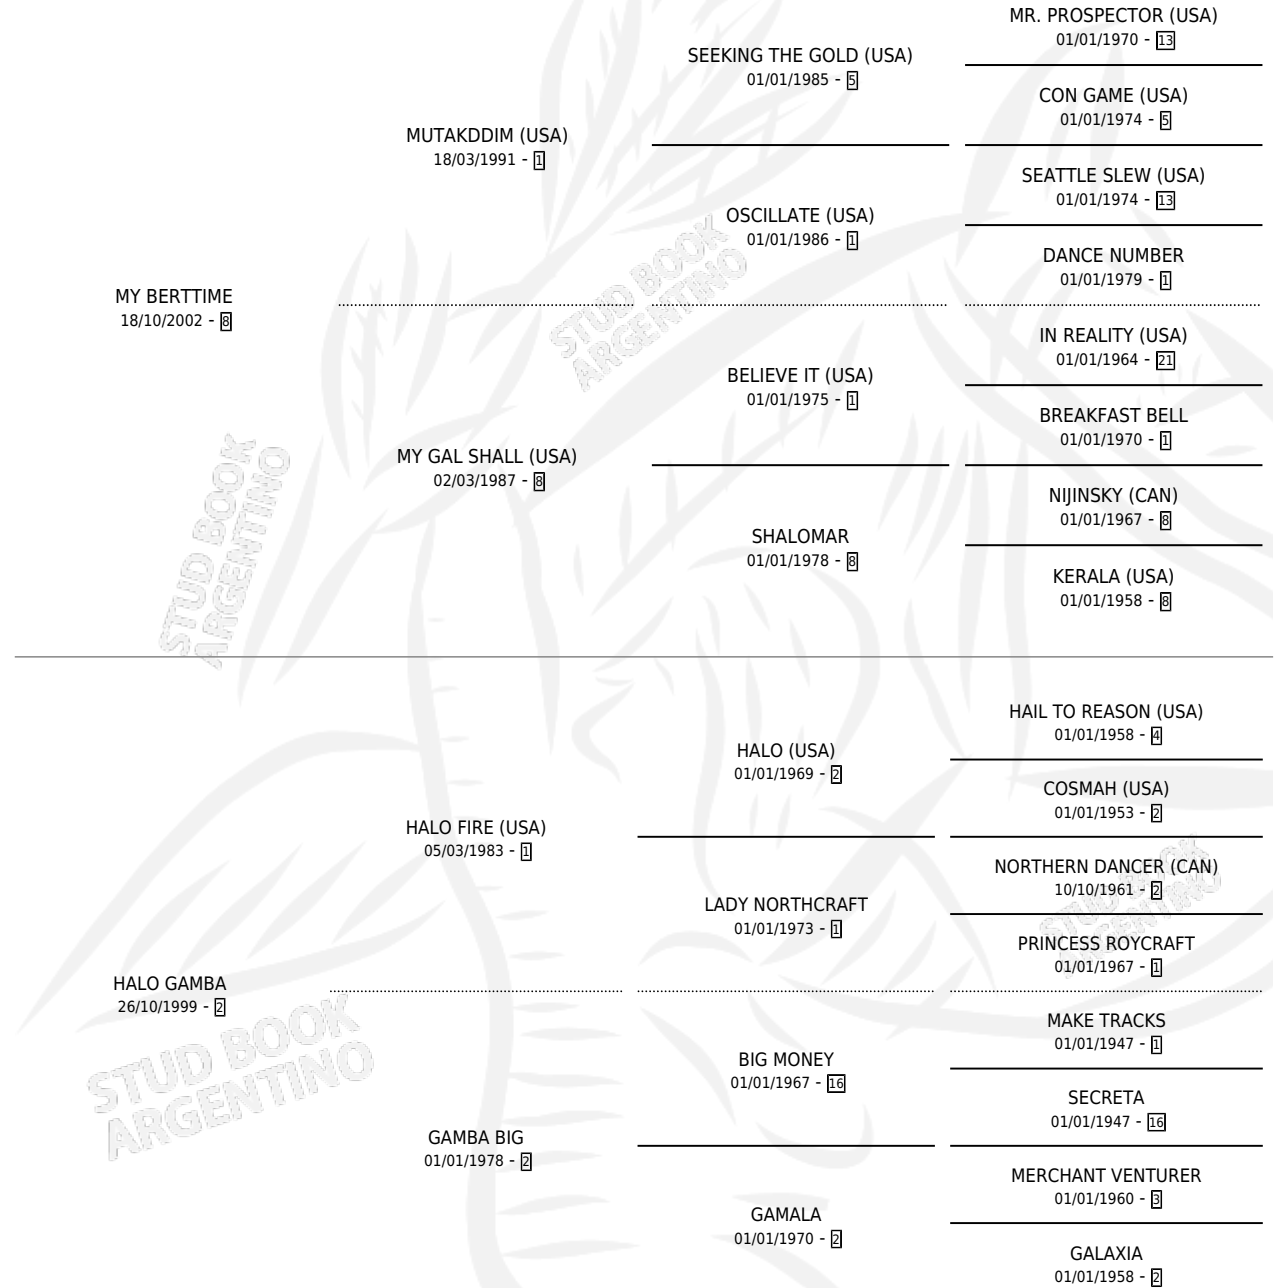 MR. PROSPECTOR (USA)
01/01/1970 - 13
SEEKING THE GOLD (USA)
01/01/1985 - 5
CON GAME (USA)
01/01/1974 - 5
MUTAKDDIM (USA)
18/03/1991 - 1
SEATTLE SLEW (USA)
01/01/1974 - 13
OSCILLATE (USA)
01/01/1986 - 1
DANCE NUMBER
01/01/1979 - 1
MY BERTTIME
18/10/2002 - 8
STUD BOOK
ARGENTINO
IN REALITY (USA)
01/01/1964 - 21
BELIEVE IT (USA)
01/01/1975 - 1
BREAKFAST BELL
01/01/1970 - 1
MY GAL SHALL (USA)
02/03/1987 - 8
NIJINSKY (CAN)
01/01/1967 - 8
SHALOMAR
01/01/1978 - 8
KERALA (USA)
01/01/1958 - 8
STUD BOOK
ARGENTINO
HAIL TO REASON (USA)
01/01/1958 - 4
HALO (USA)
01/01/1969 - 2
COSMAH (USA)
01/01/1953 - 2
HALO FIRE (USA)
05/03/1983 - 1
NORTHERN DANCER (CAN)
10/10/1961 - 2
STUD BOOK
ARGENTINO
LADY NORTHCRAFT
01/01/1973 - 1
PRINCESS ROYCRAFT
01/01/1967 - 1
HALO GAMBA
26/10/1999 - 2
STUD BOOK
ARGENTINO
MAKE TRACKS
01/01/1947 - 1
BIG MONEY
01/01/1967 - 16
SECRETA
01/01/1947 - 16
GAMBA BIG
01/01/1978 - 2
MERCHANT VENTURER
01/01/1960 - 3
GAMALA
01/01/1970 - 2
GALAXIA
01/01/1958 - 2